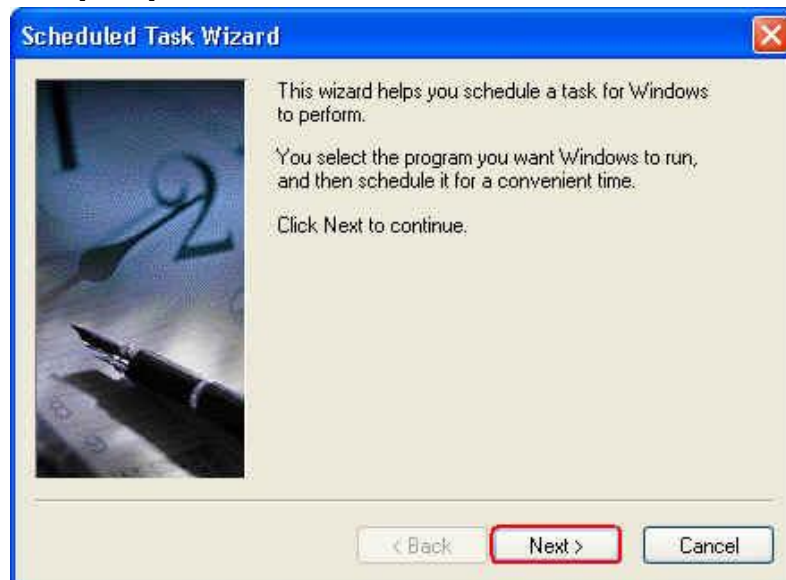 Scheduled Task Wizard
This wizard helps you schedule a task for Windows
to perform.
You select the program you want Windows to run,
and then schedule it for a convenient time.
Click Next to continue.
2
< Back
Next >
Cancel